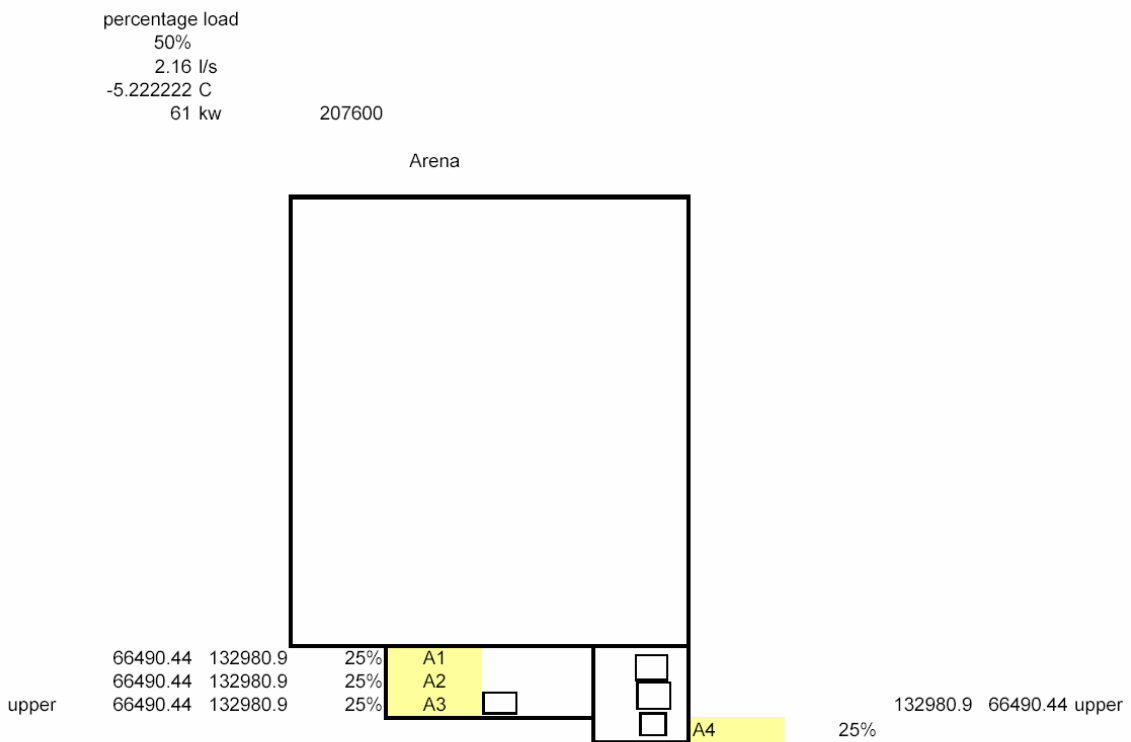 percentage load
50%
2.16 l/s
-5.222222 C
61 kw 207600
Arena
66490.44 132980.9 25% A1
66490.44 132980.9 25% A2
upper 66490.44 132980.9 25% A3 132980.9 66490.44 upper
A4 25%